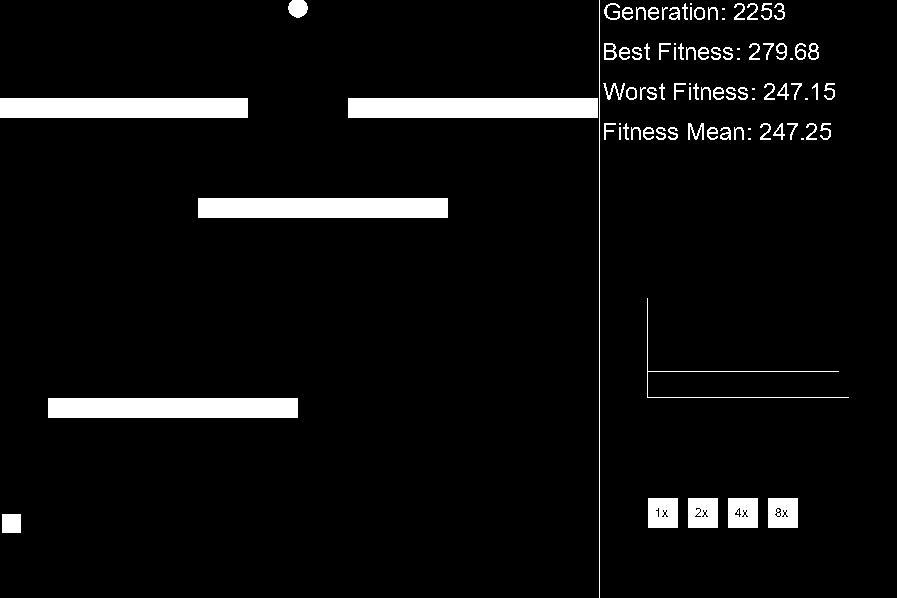 Generation: 2253
Best Fitness: 279.68
Worst Fitness: 247.15
Fitness Mean: 247.25
1x 2x 4x 8x